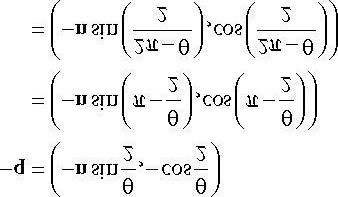 -q = (-n sin θ/2, -cos θ/2)
= (-n sin(π - θ/2), cos(π - θ/2))
= (-n sin((2π - θ)/2), cos((2π - θ)/2))